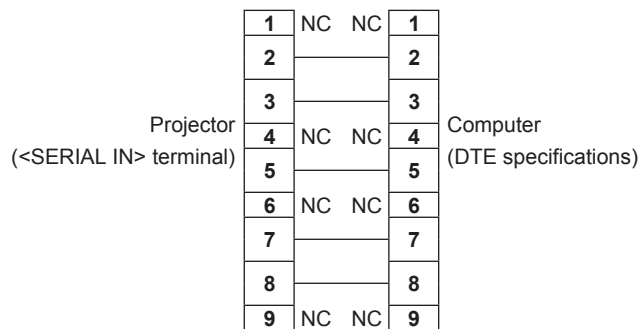 1 NC NC 1
2 2
3 3
Projector
(<SERIAL IN> terminal)
4 NC NC 4
Computer
(DTE specifications)
5 5
6 NC NC 6
7 7
8 8
9 NC NC 9